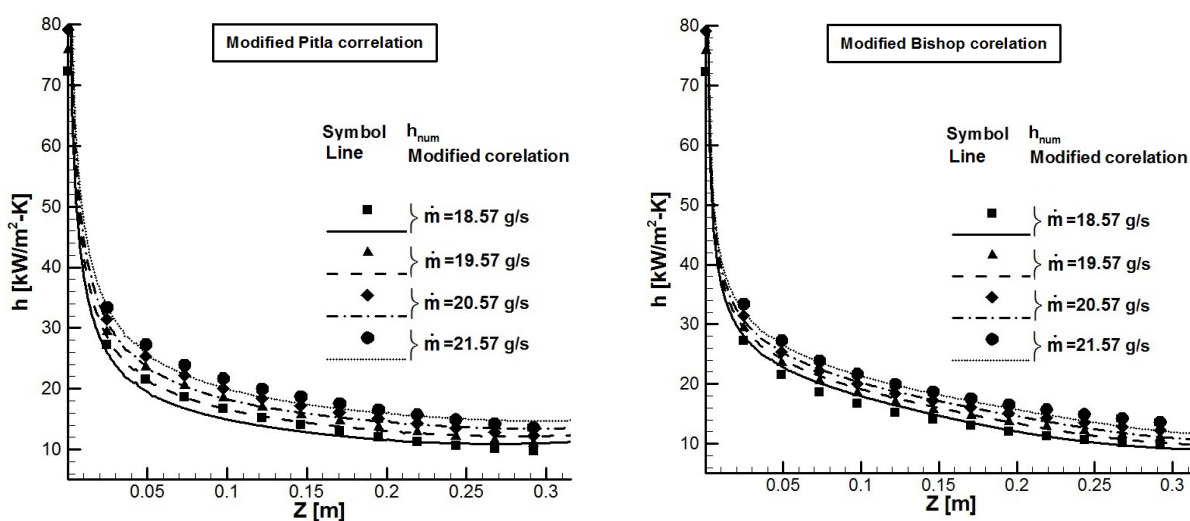 Modified Pitla correlation
h [kW/m²-K]
80
70
60
50
40
30
20
10
Symbol h_num
Line Modified corelation
ṁ=18.57 g/s
ṁ=19.57 g/s
ṁ=20.57 g/s
ṁ=21.57 g/s
0.05 0.1 0.15 0.2 0.25 0.3
Z [m]
Modified Bishop corelation
h [kW/m²-K]
80
70
60
50
40
30
20
10
Symbol h_num
Line Modified corelation
ṁ=18.57 g/s
ṁ=19.57 g/s
ṁ=20.57 g/s
ṁ=21.57 g/s
0.05 0.1 0.15 0.2 0.25 0.3
Z [m]